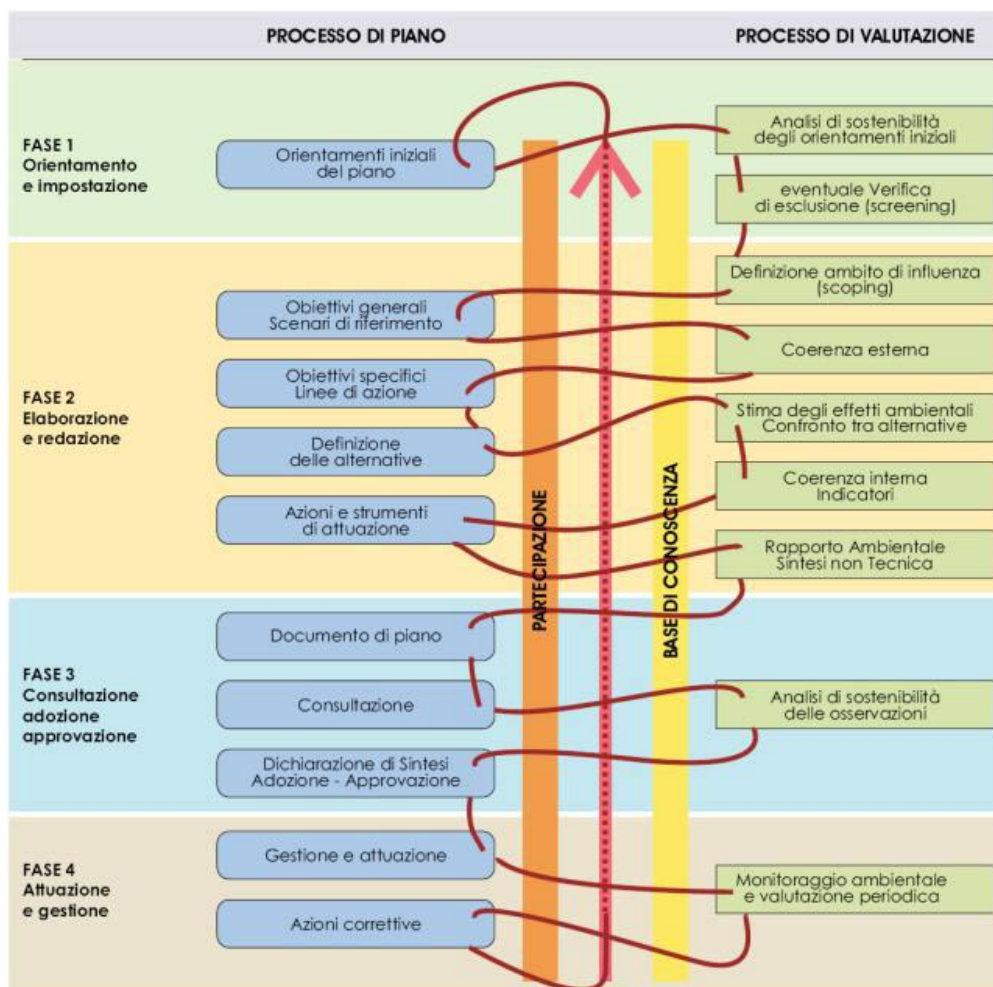 PROCESSO DI PIANO
PROCESSO DI VALUTAZIONE
FASE 1
Orientamento
e impostazione
Orientamenti iniziali
del piano
Analisi di sostenibilità
degli orientamenti iniziali
eventuale Verifica
di esclusione (screening)
FASE 2
Elaborazione
e redazione
Obiettivi generali
Scenari di riferimento
Obiettivi specifici
Linee di azione
Definizione
delle alternative
Azioni e strumenti
di attuazione
Definizione ambito di influenza
(scoping)
Coerenza esterna
Stima degli effetti ambientali
Confronto tra alternative
Coerenza interna
Indicatori
Rapporto Ambientale
Sintesi non Tecnica
PARTECIPAZIONE
BASE DI CONOSCENZA
FASE 3
Consultazione
adozione
approvazione
Documento di piano
Consultazione
Dichiarazione di Sintesi
Adozione - Approvazione
Analisi di sostenibilità
delle osservazioni
FASE 4
Attuazione
e gestione
Gestione e attuazione
Azioni correttive
Monitoraggio ambientale
e valutazione periodica